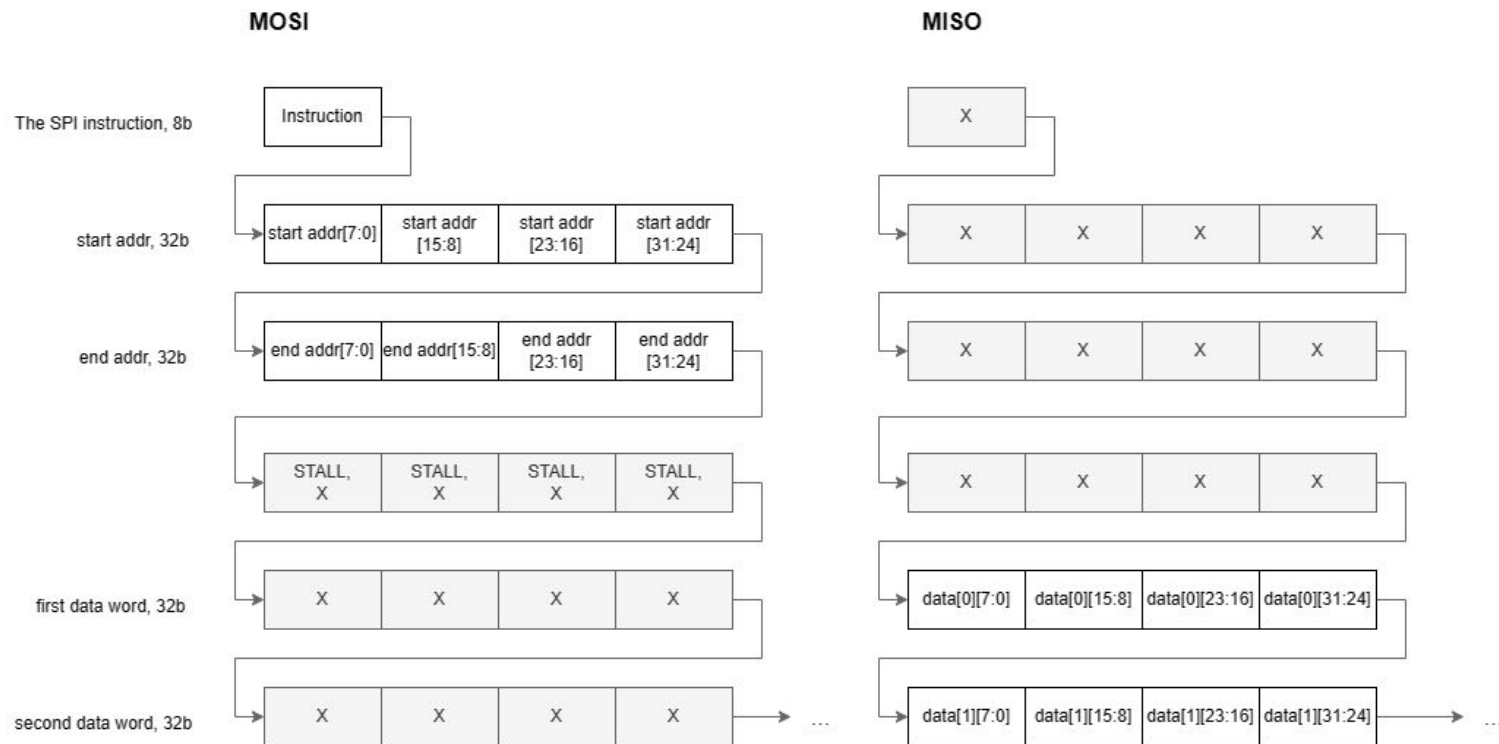 MOSI
MISO
The SPI instruction, 8b
Instruction
X
start addr, 32b
start addr[7:0]
start addr
[15:8]
start addr
[23:16]
start addr
[31:24]
X
X
X
X
end addr, 32b
end addr[7:0]
end addr[15:8]
end addr
[23:16]
end addr
[31:24]
X
X
X
X
STALL,
X
STALL,
X
STALL,
X
STALL,
X
X
X
X
X
first data word, 32b
X
X
X
X
data[0][7:0]
data[0][15:8]
data[0][23:16]
data[0][31:24]
second data word, 32b
X
X
X
X
...
data[1][7:0]
data[1][15:8]
data[1][23:16]
data[1][31:24]
...